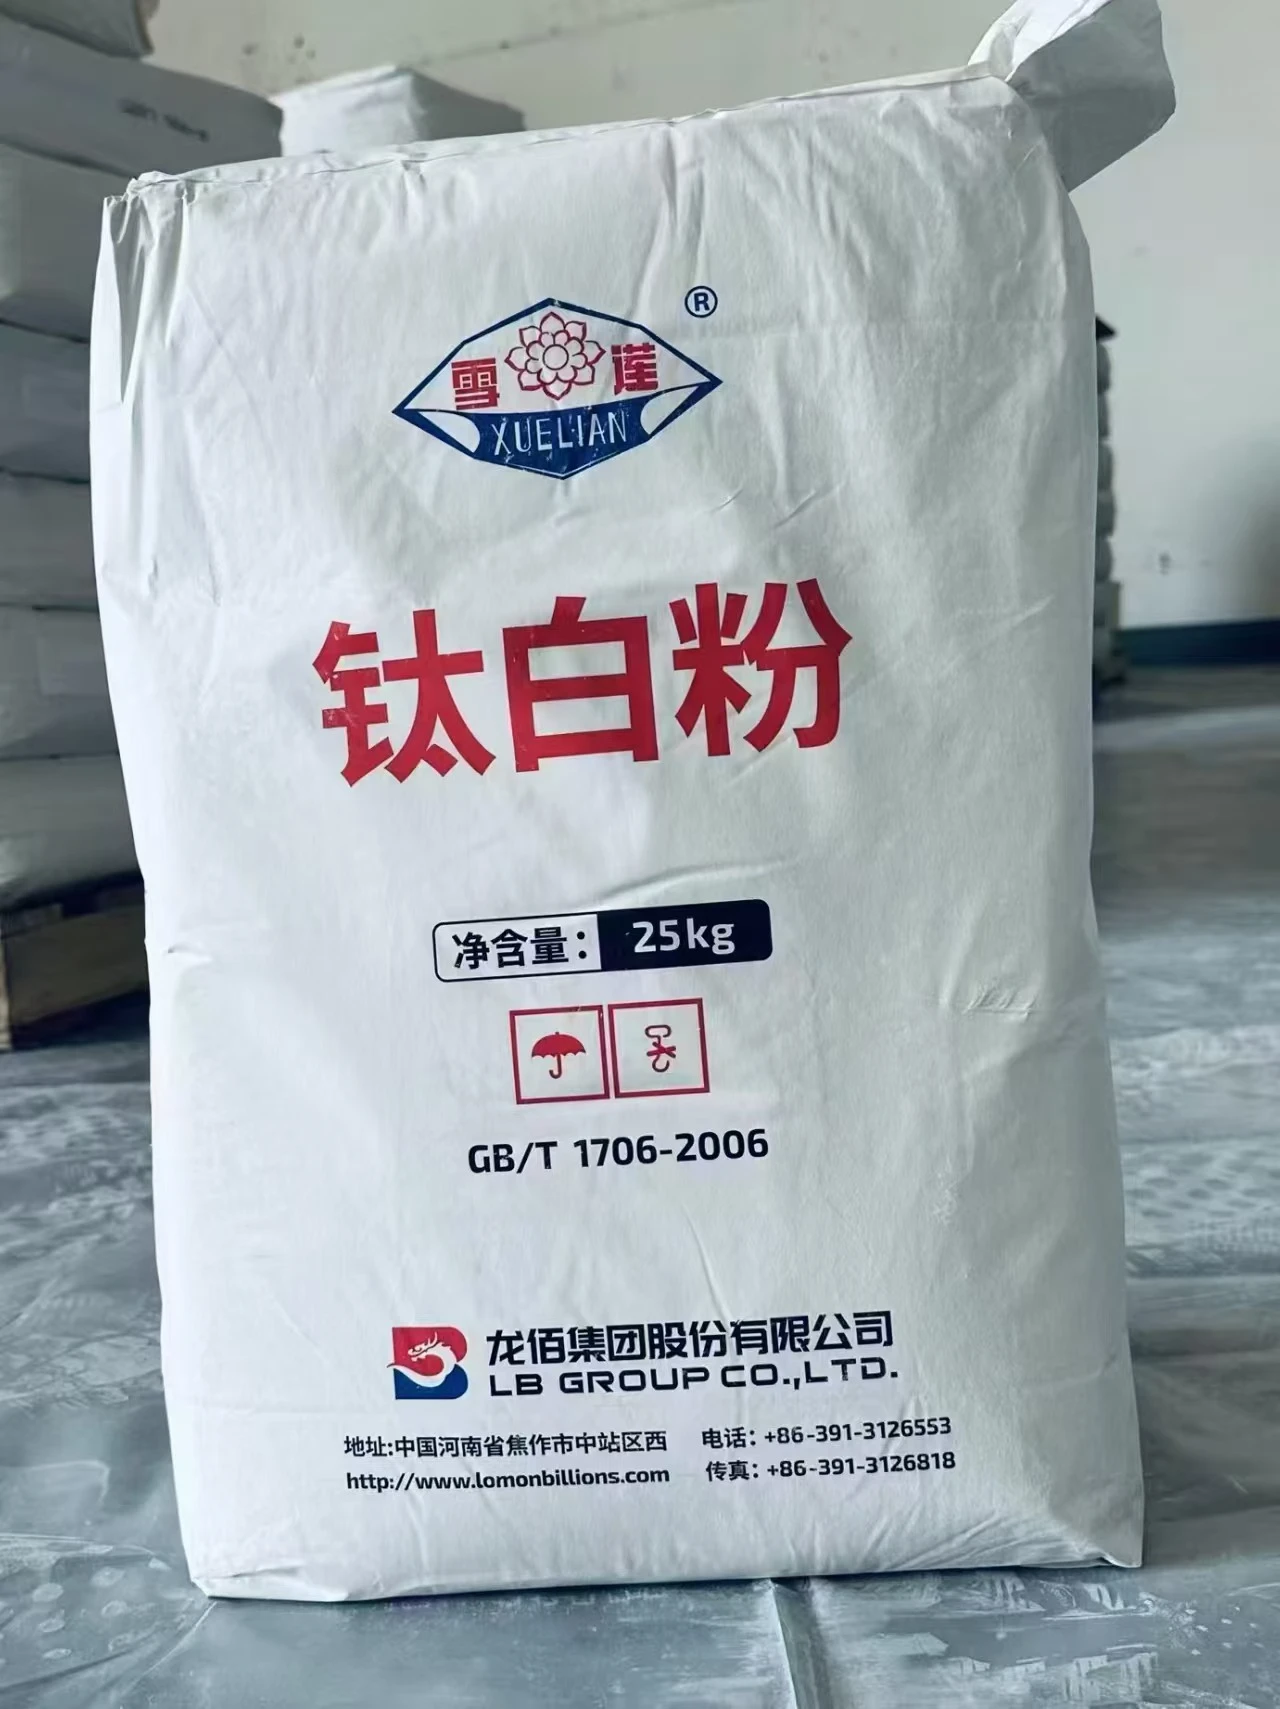 ®
雪 莲
XUELIAN
钛白粉
净含量： 25kg
GB/T 1706-2006
龙佰集团股份有限公司
LB GROUP CO.,LTD.
地址:中国河南省焦作市中站区西 电话：+86-391-3126553
http://www.lomonbillions.com 传真：+86-391-3126818